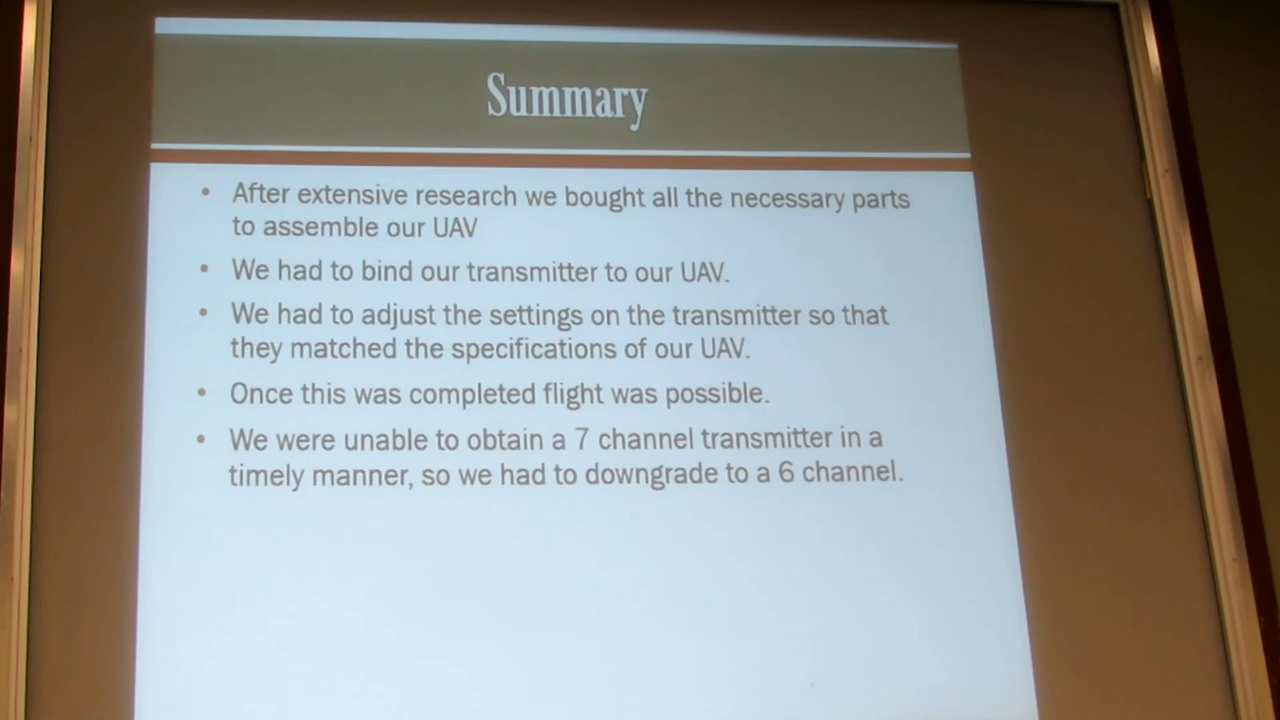 Summary
• After extensive research we bought all the necessary parts
to assemble our UAV
• We had to bind our transmitter to our UAV.
• We had to adjust the settings on the transmitter so that
they matched the specifications of our UAV.
• Once this was completed flight was possible.
• We were unable to obtain a 7 channel transmitter in a
timely manner, so we had to downgrade to a 6 channel.